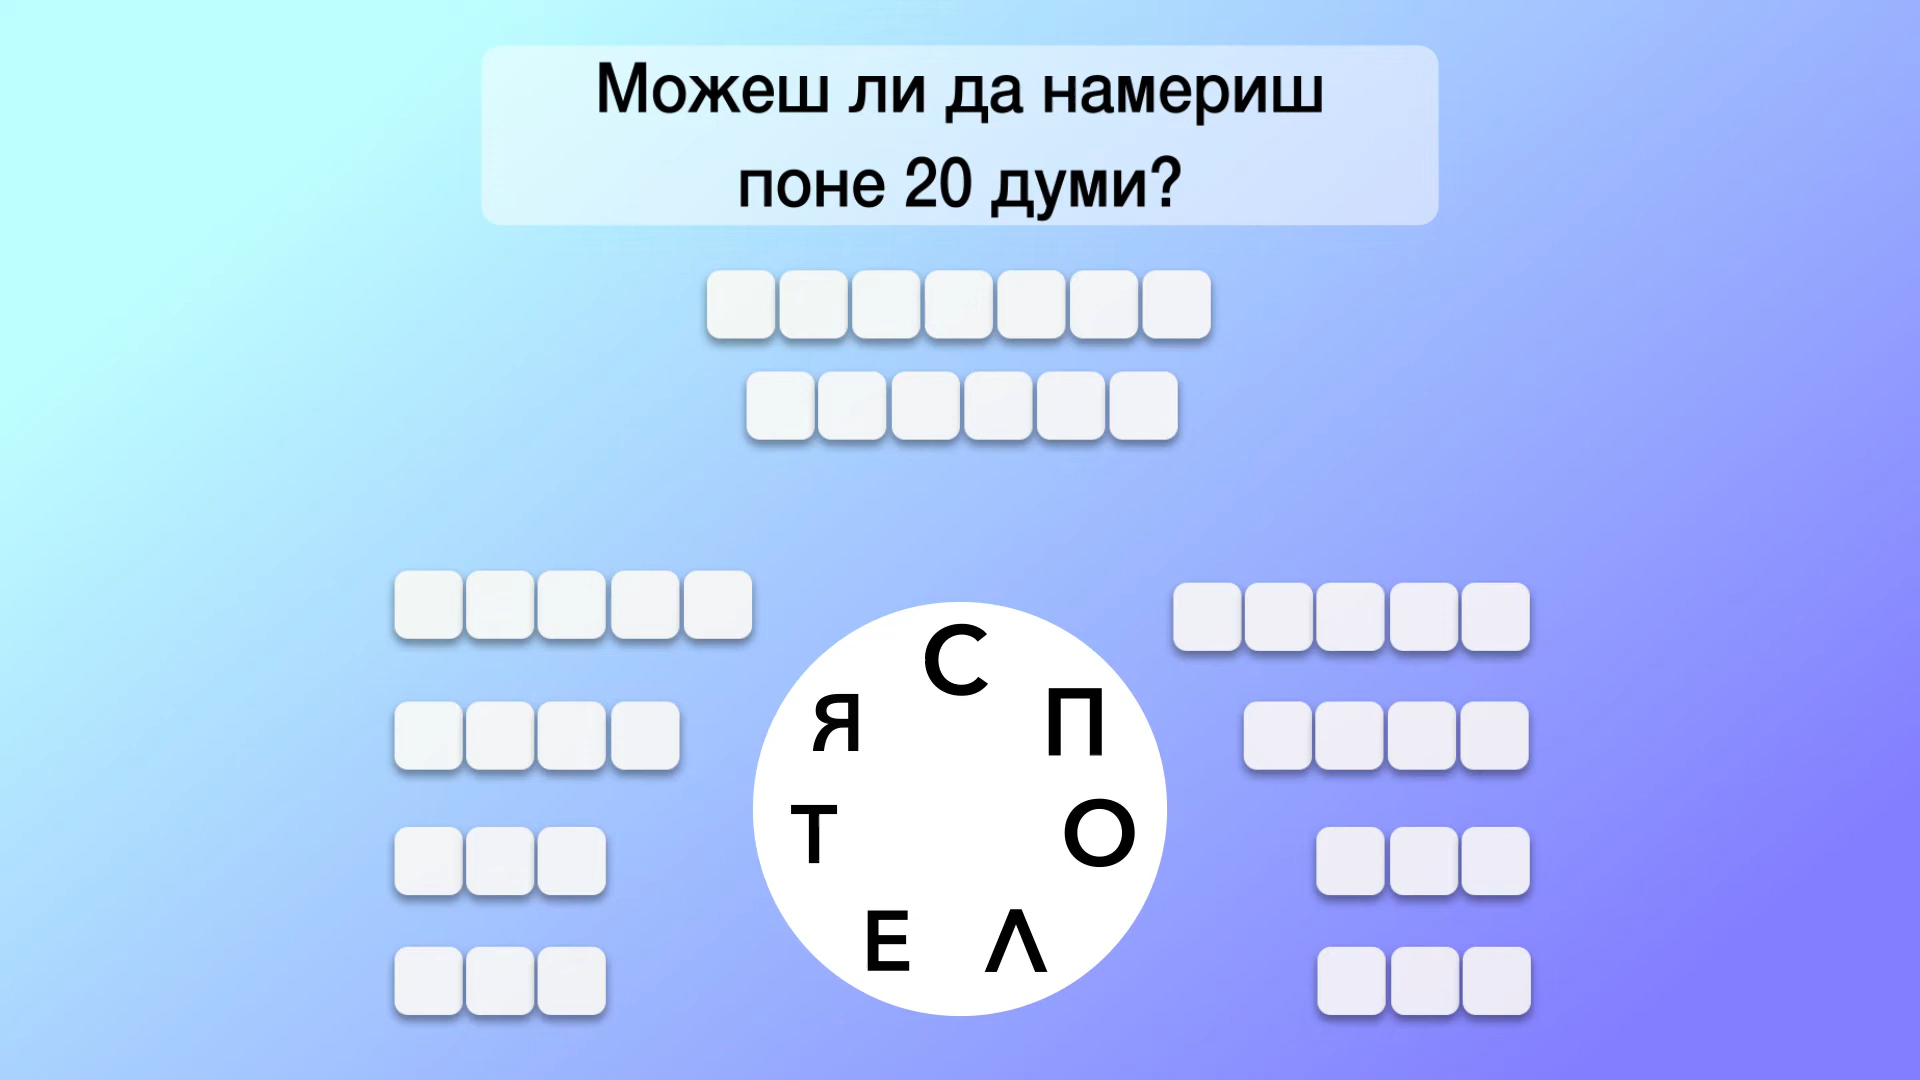 Можеш ли да намериш
поне 20 думи?
С
Я
П
Т
О
Е
Л